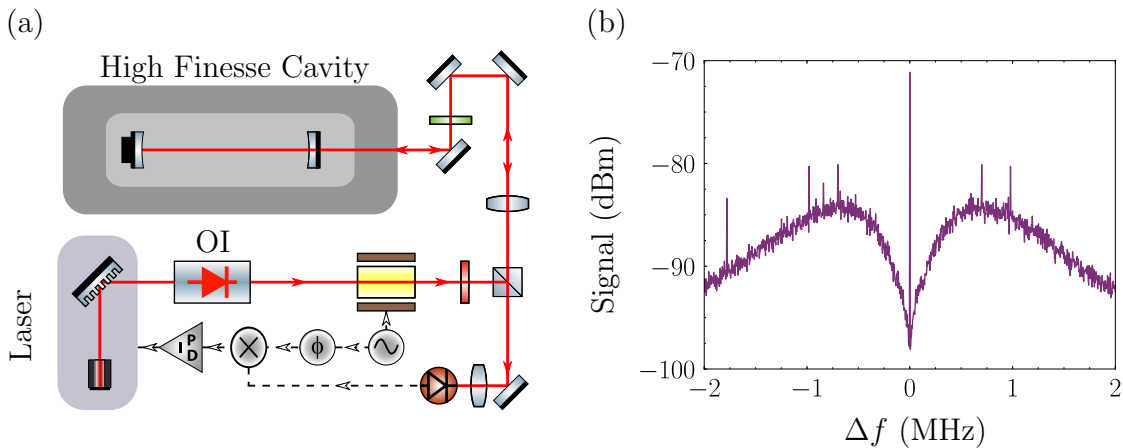 (a)
High Finesse Cavity
OI
Laser
P
I
D
ϕ
(b)
Signal (dBm)
−70
−80
−90
−100
−2
−1
0
1
2
Δf (MHz)